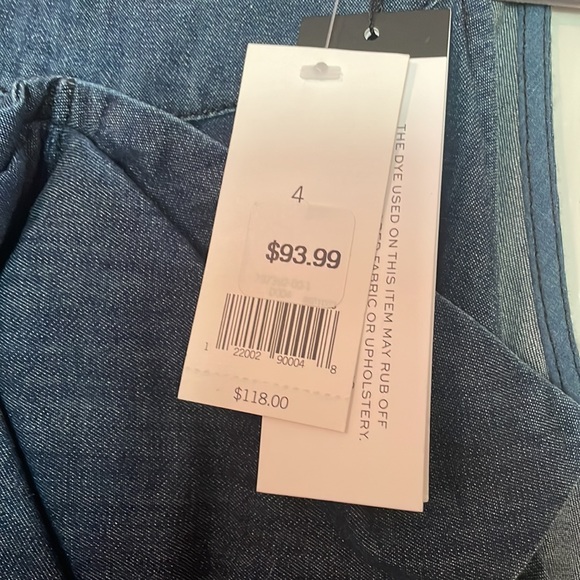 4
$93.99
1 22002 90004 8
$118.00
THE DYE USED ON THIS ITEM MAY RUB OFF
FABRIC OR UPHOLSTERY.